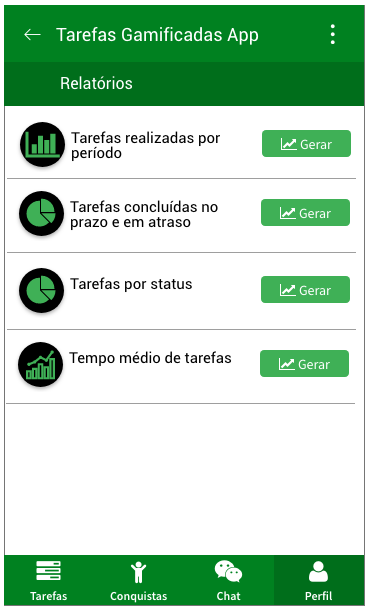 Tarefas Gamificadas App
Relatórios
Tarefas realizadas por
período
Gerar
Tarefas concluídas no
prazo e em atraso
Gerar
Tarefas por status
Gerar
Tempo médio de tarefas
Gerar
Tarefas
Conquistas
Chat
Perfil